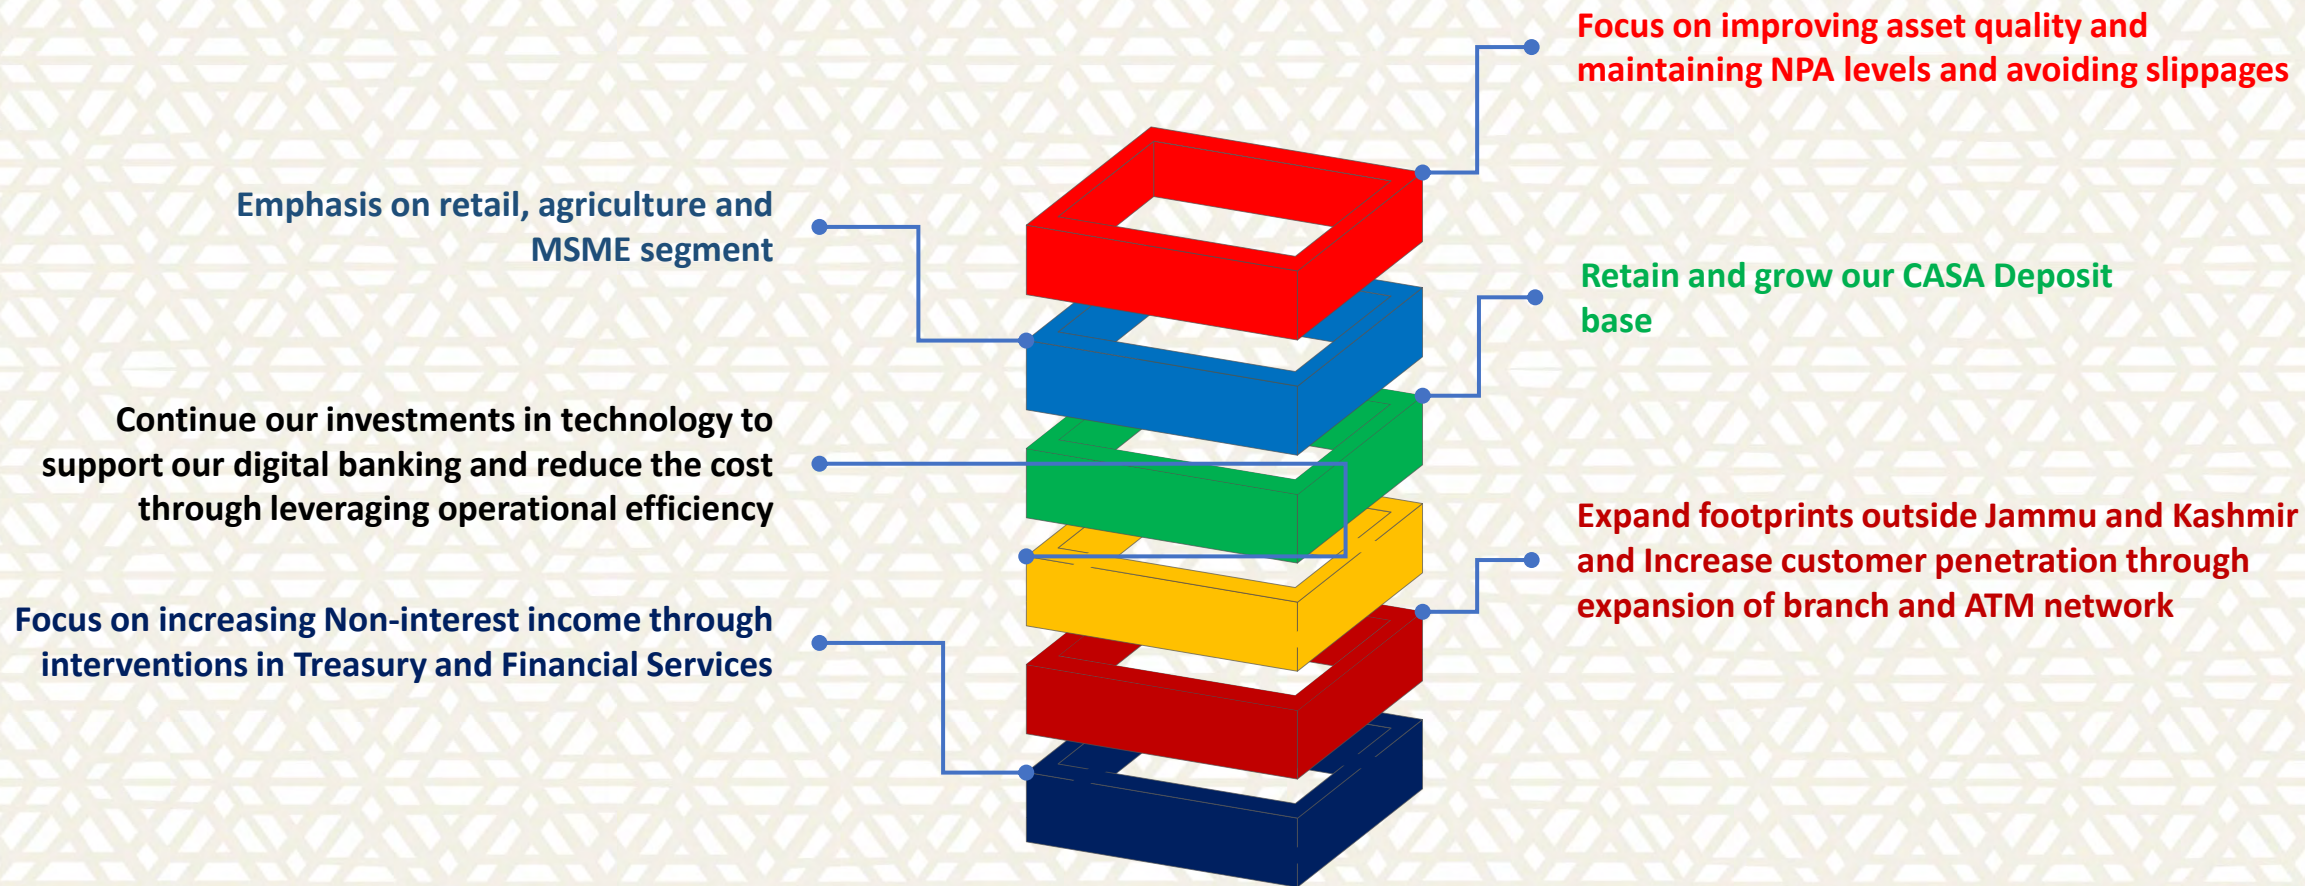 Focus on improving asset quality and
maintaining NPA levels and avoiding slippages
Emphasis on retail, agriculture and
MSME segment
Retain and grow our CASA Deposit
base
Continue our investments in technology to
support our digital banking and reduce the cost
through leveraging operational efficiency
Expand footprints outside Jammu and Kashmir
and Increase customer penetration through
expansion of branch and ATM network
Focus on increasing Non-interest income through
interventions in Treasury and Financial Services